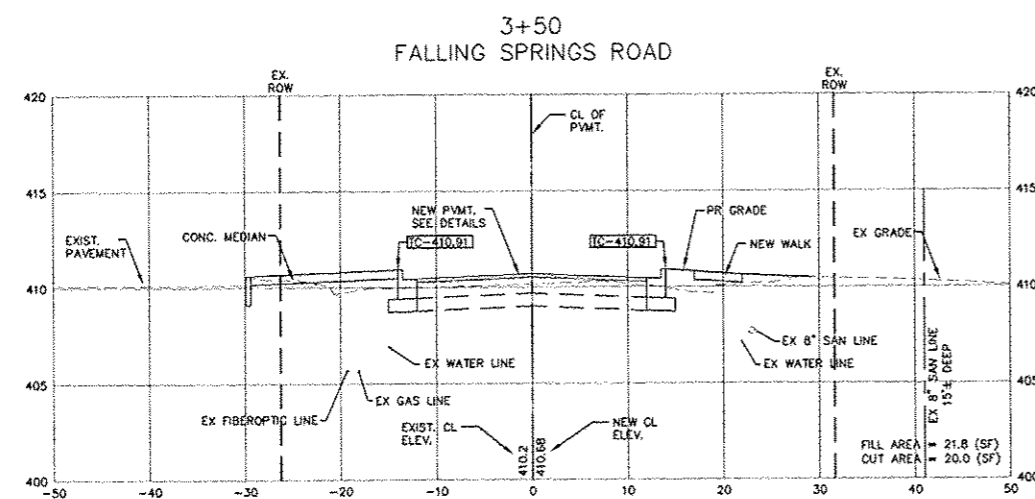 3+50
FALLING SPRINGS ROAD
EX.
ROW
EX.
ROW
420
420
CL OF
PVMT.
415
415
NEW PVMT.
SEE DETAILS
PR GRADE
EXIST.
PAVEMENT
CONC. MEDIAN
TC-410.91
TC-410.91
NEW WALK
EX GRADE
410
410
EX WATER LINE
EX 8" SAN LINE
EX WATER LINE
405
405
EX FIBEROPTIC LINE
EX GAS LINE
EXIST. CL
ELEV.
NEW CL
ELEV.
410.2
410.68
EX 8" SAN LINE
15'± DEEP
FILL AREA = 21.8 (SF)
CUT AREA = 20.0 (SF)
400
400
-50 -40 -30 -20 -10 0 10 20 30 40 50